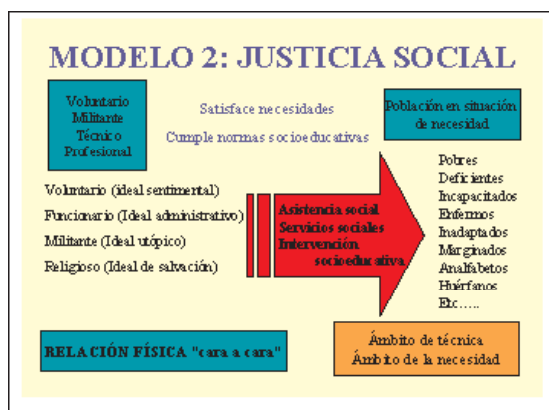 MODELO 2: JUSTICIA SOCIAL
Voluntario
Militante
Técnico
Profesional
Satisface necesidades
Cumple normas socioeducativas
Población en situación
de necesidad
Voluntario (ideal sentimental)
Funcionario (Ideal administrativo)
Militante (Ideal utópico)
Religioso (Ideal de salvación)
Asistencia social
Servicios sociales
Intervención
socioeducativa
Pobres
Deficientes
Incapacitados
Enfermos
Inadaptados
Marginados
Analfabetos
Huérfanos
Etc.....
RELACIÓN FÍSICA "cara a cara"
Ámbito de técnica
Ámbito de la necesidad